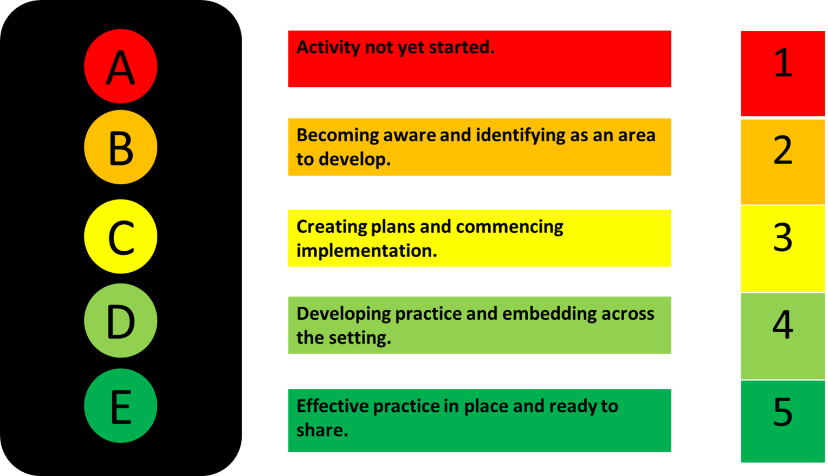 A
Activity not yet started.
1
B
Becoming aware and identifying as an area
to develop.
2
C
Creating plans and commencing
implementation.
3
D
Developing practice and embedding across
the setting.
4
E
Effective practice in place and ready to
share.
5